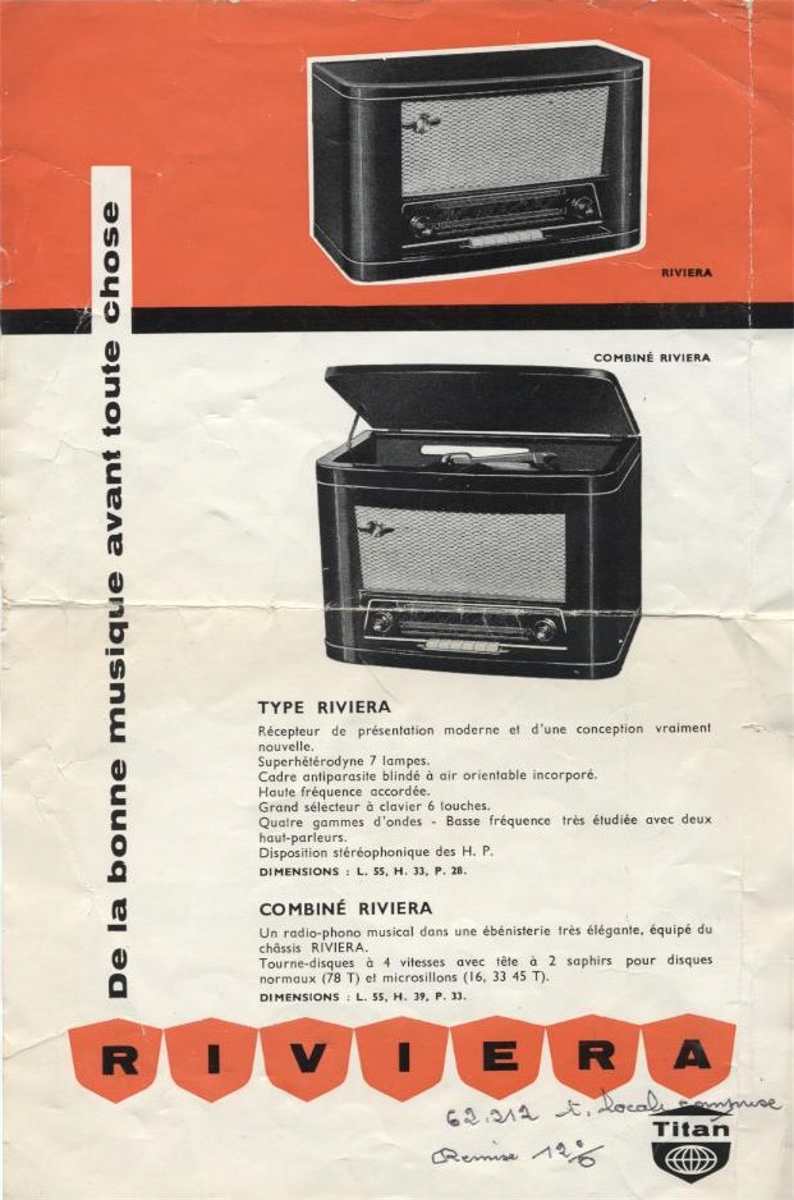 RIVIERA
COMBINÉ RIVIERA
De la bonne musique avant toute chose
TYPE RIVIERA
Récepteur de présentation moderne et d'une conception vraiment
nouvelle.
Superhétérodyne 7 lampes.
Cadre antiparasite blindé à air orientable incorporé.
Haute fréquence accordée.
Grand sélecteur à clavier 6 touches.
Quatre gammes d'ondes - Basse fréquence très étudiée avec deux
haut-parleurs.
Disposition stéréophonique des H. P.
DIMENSIONS : L. 55, H. 33, P. 28.
COMBINÉ RIVIERA
Un radio-phono musical dans une ébénisterie très élégante, équipé du
châssis RIVIERA.
Tourne-disques à 4 vitesses avec tête à 2 saphirs pour disques
normaux (78 T) et microsillons (16, 33 45 T).
DIMENSIONS : L. 55, H. 39, P. 33.
RIVIERA
62.212 t. locale comprise
Titan
Remise 12%